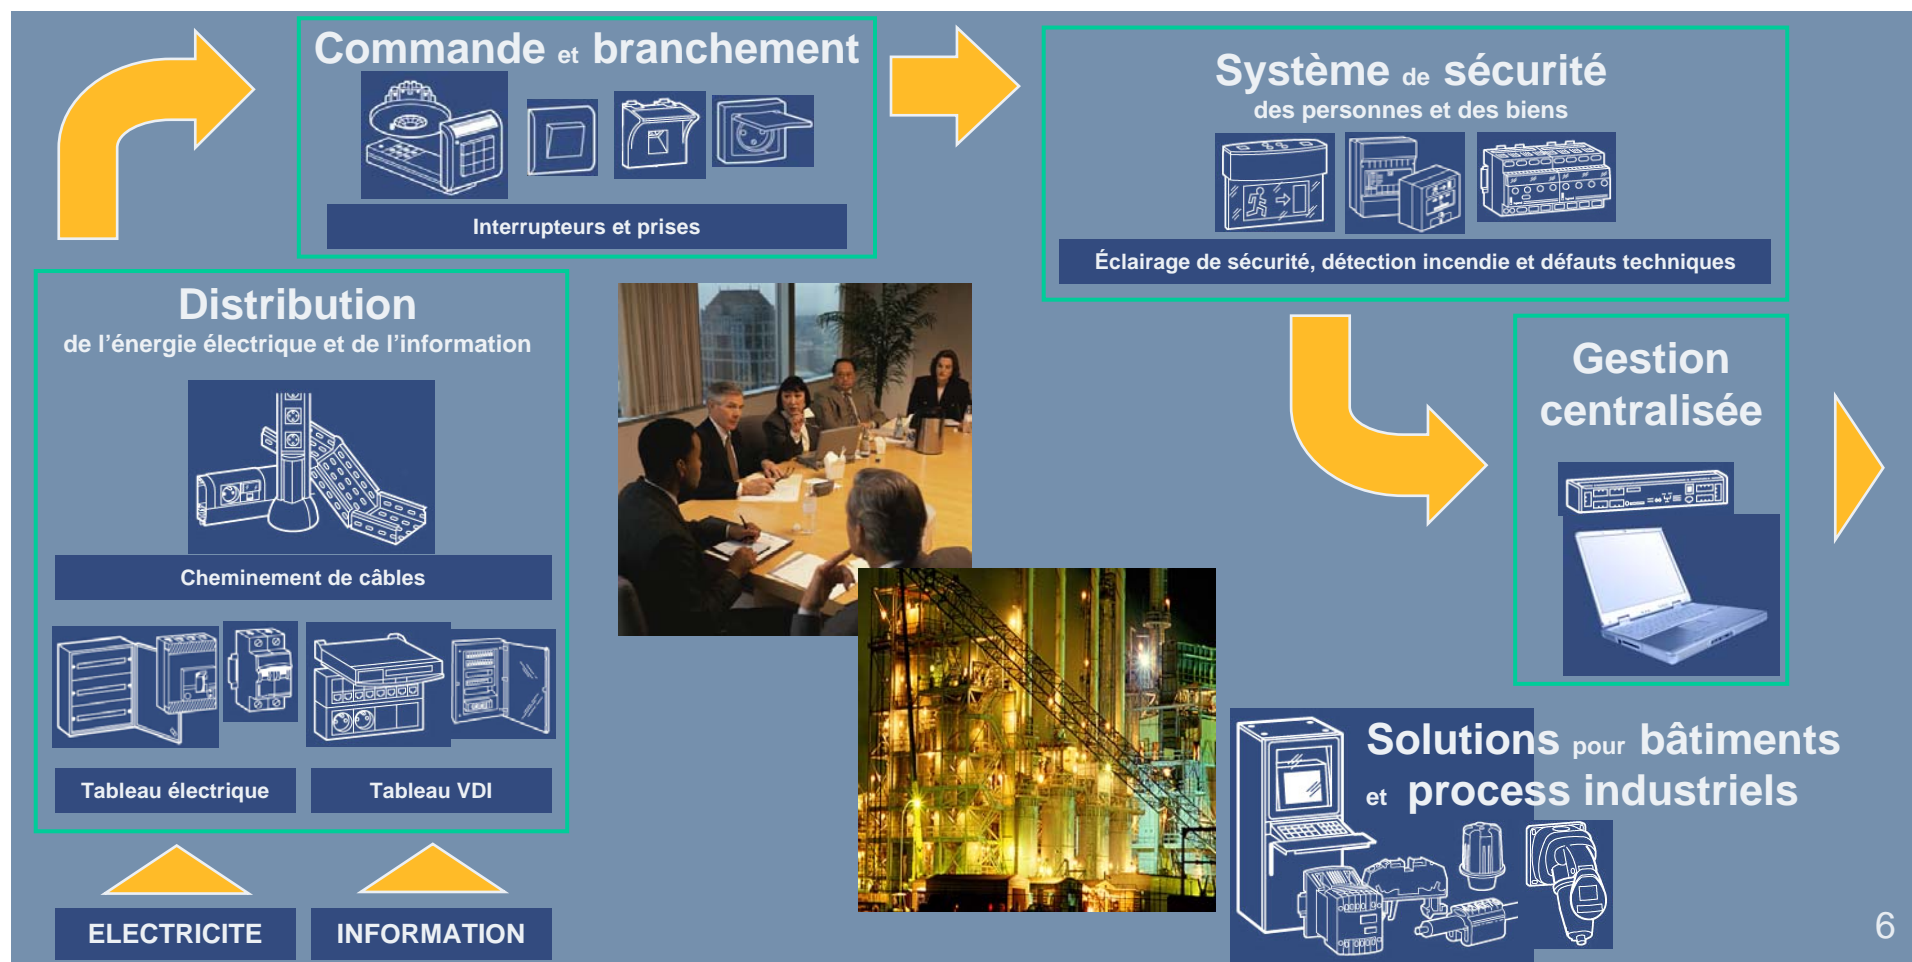 Commande et branchement
Interrupteurs et prises
Système de sécurité
des personnes et des biens
Éclairage de sécurité, détection incendie et défauts techniques
Distribution
de l'énergie électrique et de l'information
Cheminement de câbles
Tableau électrique
Tableau VDI
ELECTRICITE
INFORMATION
Gestion
centralisée
Solutions pour bâtiments
et process industriels
6